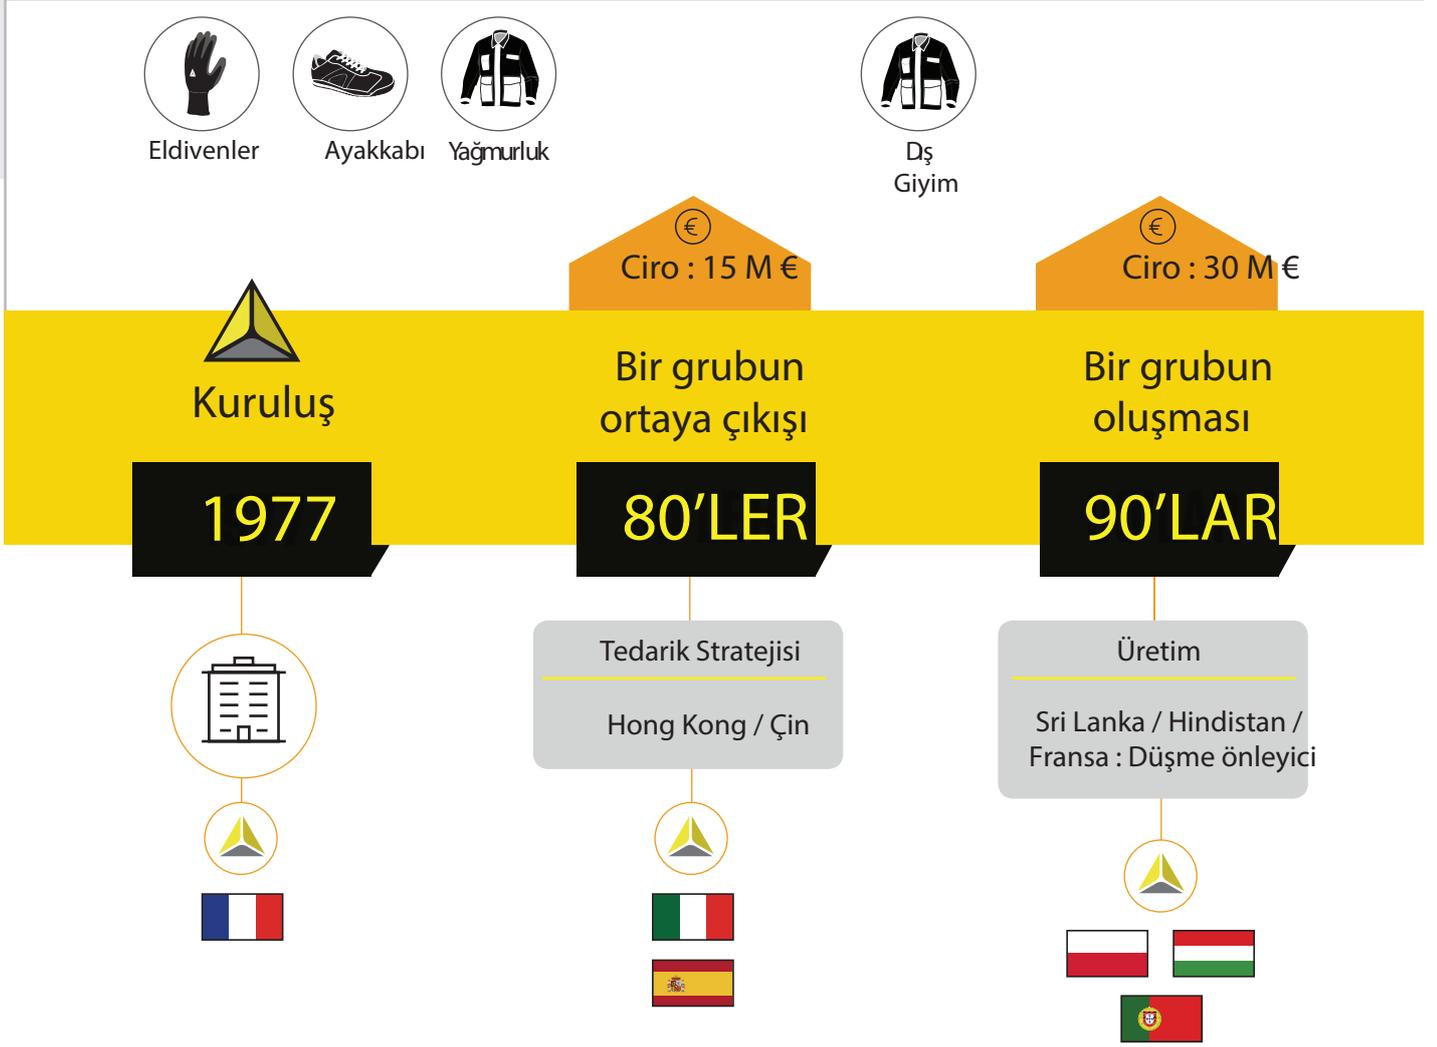 Eldivenler
Ayakkabı
Yağmurluk
Dış
Giyim
€
Ciro : 15 M €
€
Ciro : 30 M €
Kuruluş
Bir grubun
ortaya çıkışı
Bir grubun
oluşması
1977
80’LER
90’LAR
Tedarik Stratejisi
Hong Kong / Çin
Üretim
Sri Lanka / Hindistan /
Fransa : Düşme önleyici